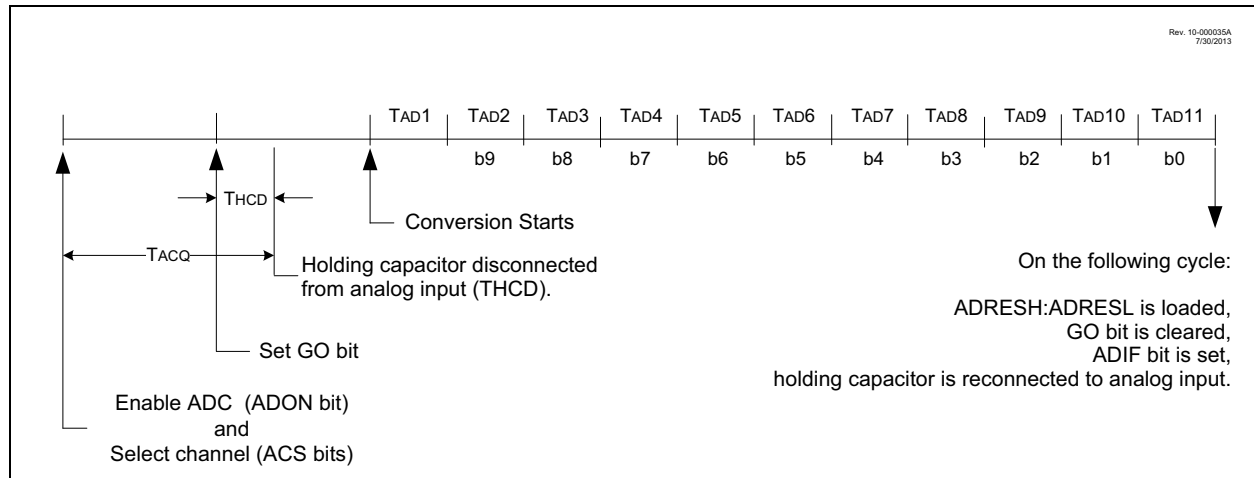 Rev. 10-000035A
7/30/2013
TAD1 TAD2 TAD3 TAD4 TAD5 TAD6 TAD7 TAD8 TAD9 TAD10 TAD11
b9 b8 b7 b6 b5 b4 b3 b2 b1 b0
THCD
Conversion Starts
TACQ
Holding capacitor disconnected
from analog input (THCD).
Set GO bit
Enable ADC (ADON bit)
and
Select channel (ACS bits)
On the following cycle:
ADRESH:ADRESL is loaded,
GO bit is cleared,
ADIF bit is set,
holding capacitor is reconnected to analog input.